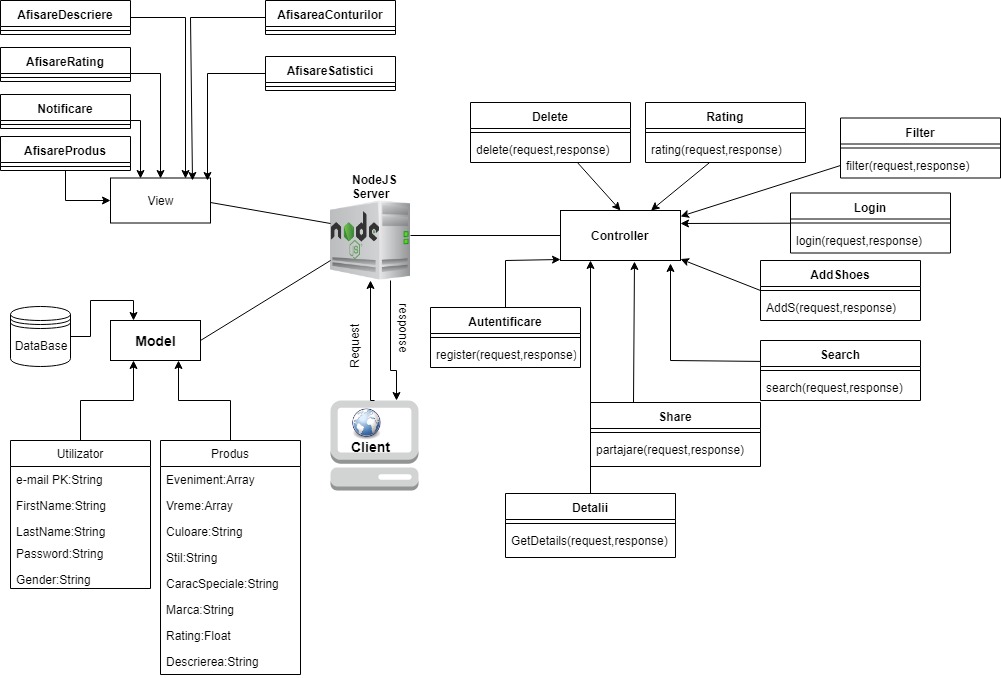 AfisareDescriere
AfisareaConturilor
AfisareRating
AfisareSatistici
Notificare
AfisareProdus
View
NodeJS
Server
node
JS
Delete
delete(request,response)
Rating
rating(request,response)
Filter
filter(request,response)
Login
login(request,response)
Controller
AddShoes
AddS(request,response)
Autentificare
register(request,response)
Search
search(request,response)
Share
partajare(request,response)
Detalii
GetDetails(request,response)
DataBase
Model
Request
response
Client
Utilizator
e-mail PK:String
FirstName:String
LastName:String
Password:String
Gender:String
Produs
Eveniment:Array
Vreme:Array
Culoare:String
Stil:String
CaracSpeciale:String
Marca:String
Rating:Float
Descrierea:String